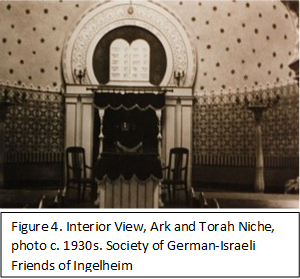 Figure 4. Interior View, Ark and Torah Niche,
photo c. 1930s. Society of German-Israeli
Friends of Ingelheim